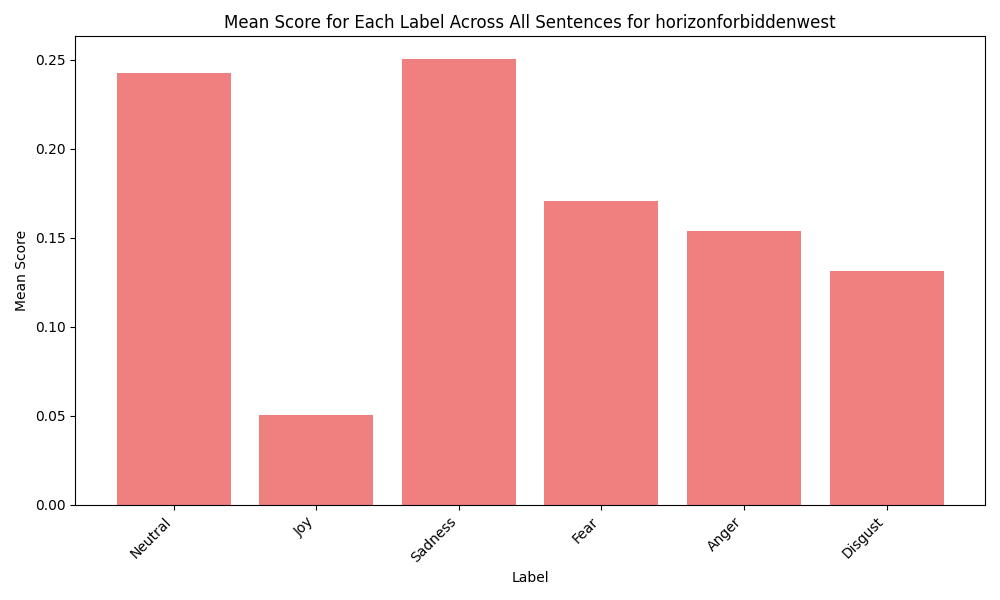 Mean Score for Each Label Across All Sentences for horizonforbiddenwest
Mean Score
0.25
0.20
0.15
0.10
0.05
0.00
Neutral
Joy
Sadness
Fear
Anger
Disgust
Label